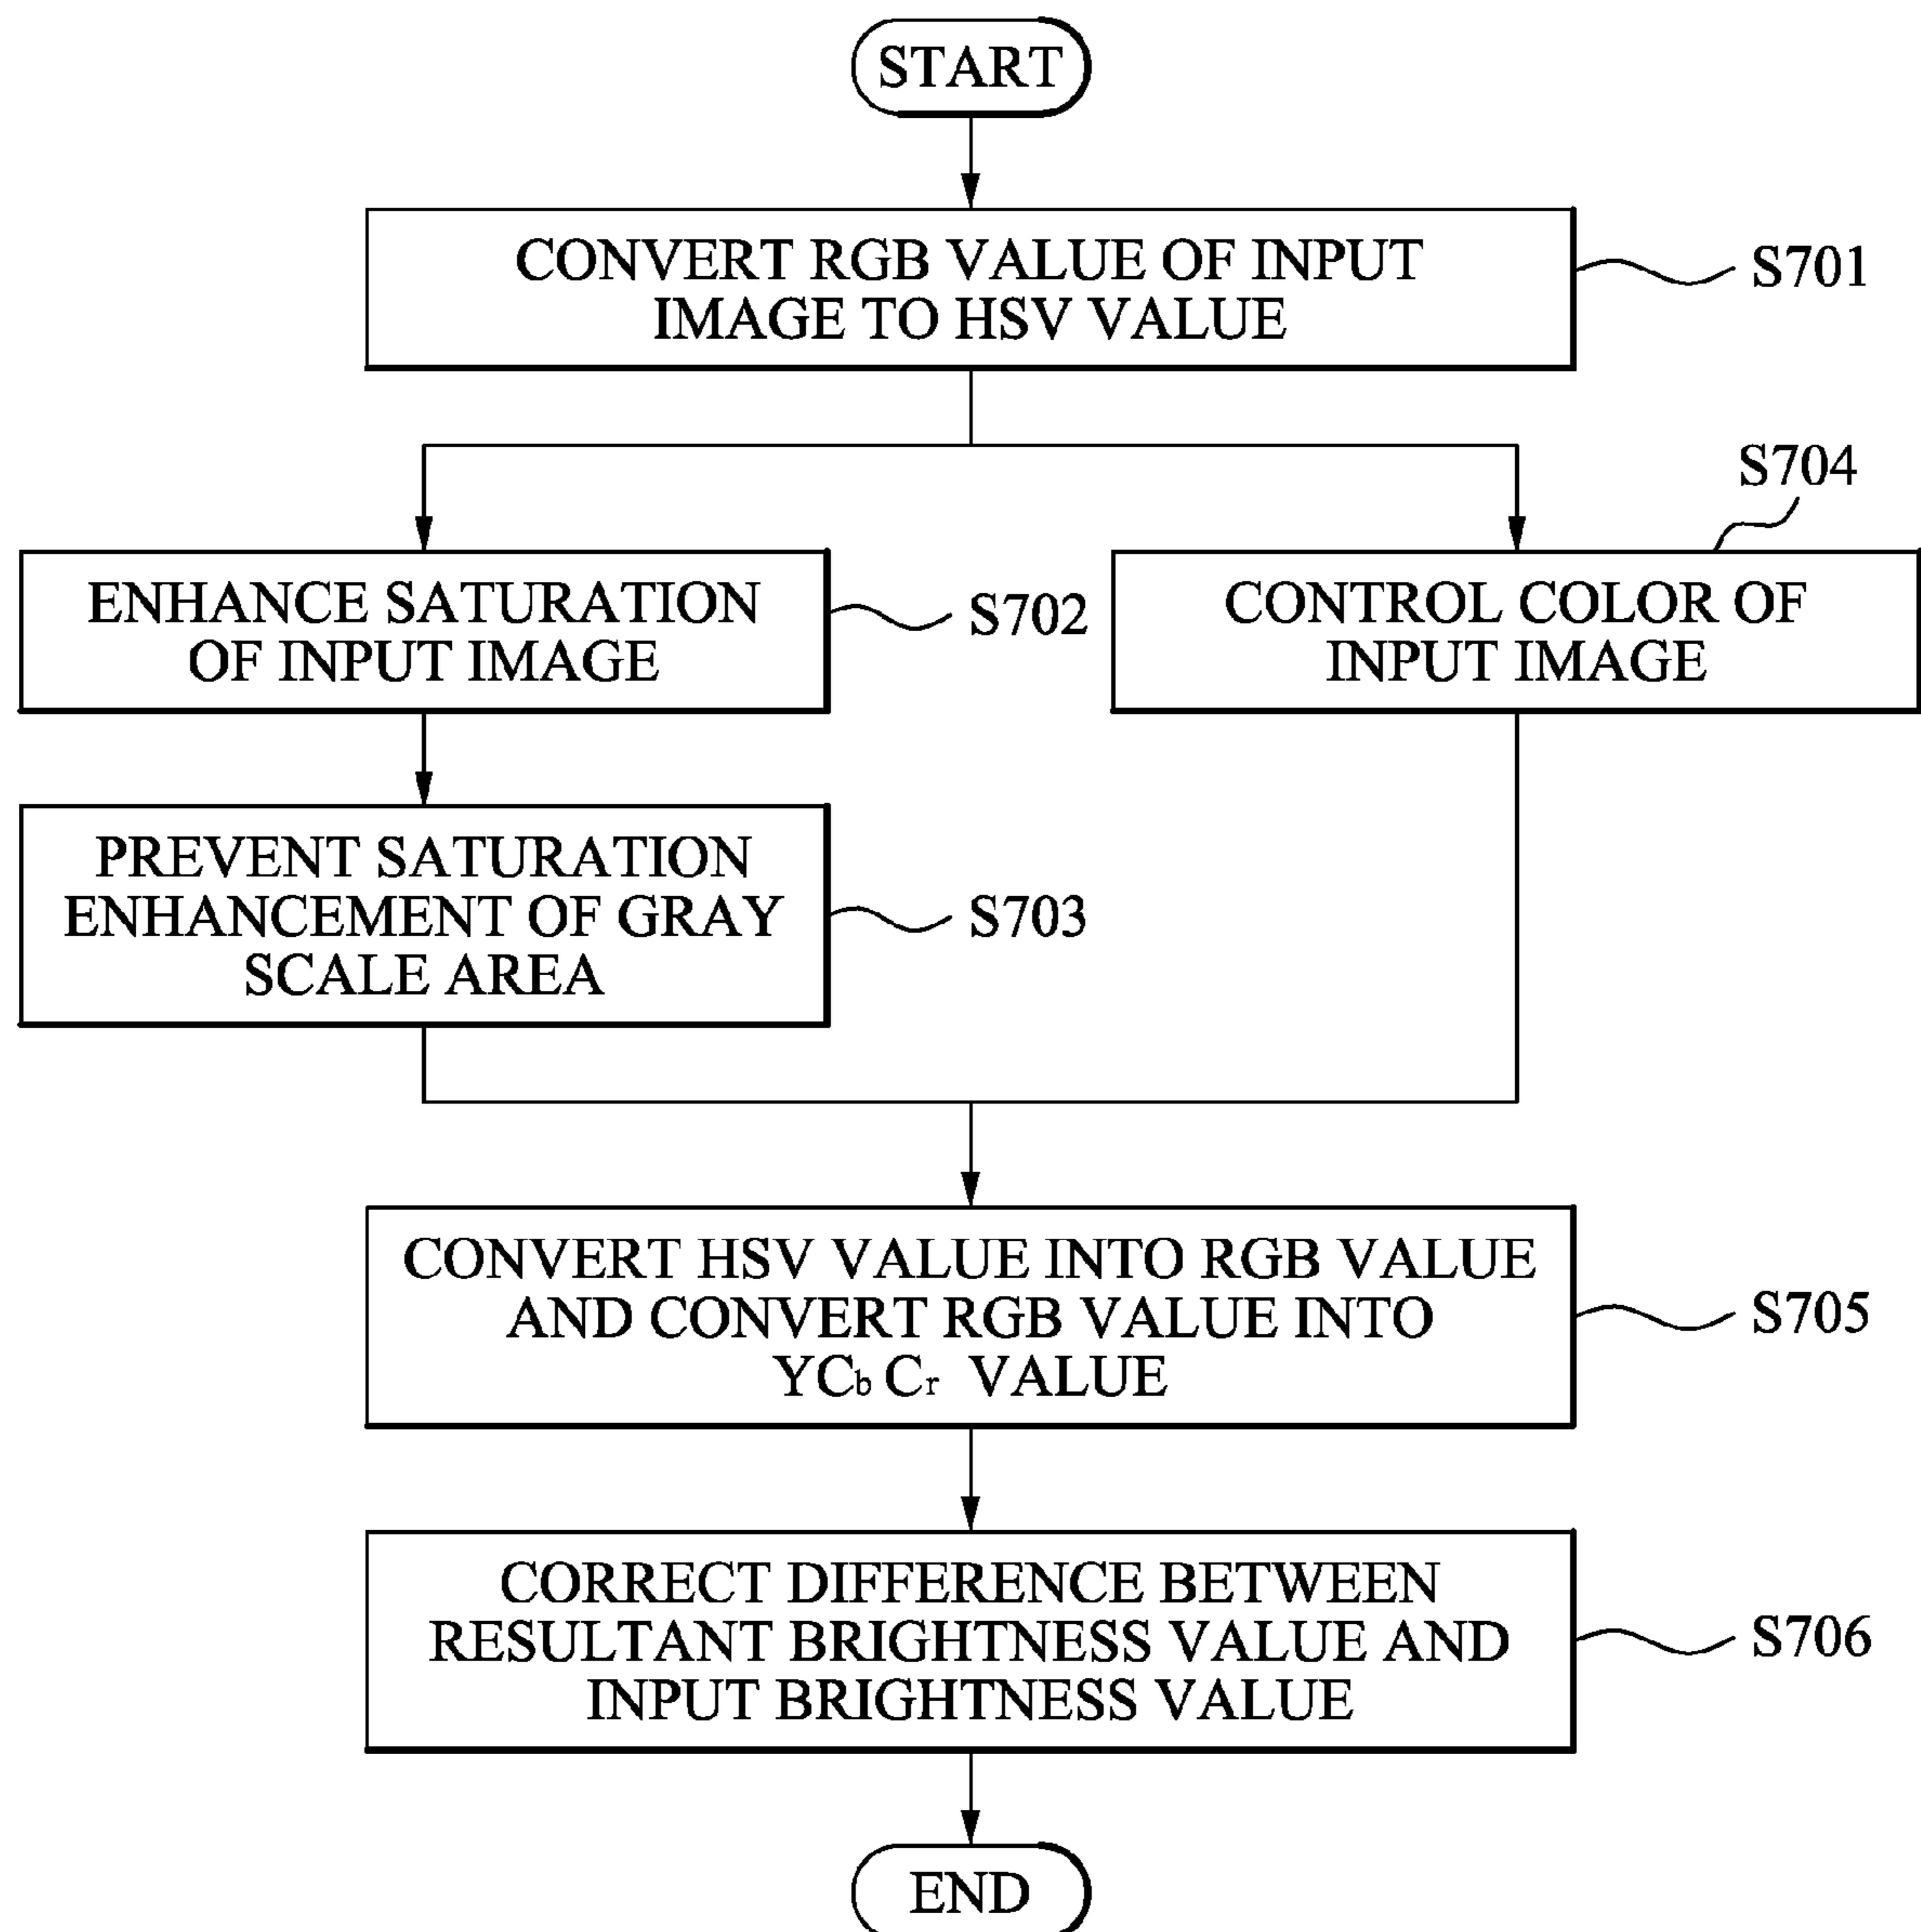 START
CONVERT RGB VALUE OF INPUT
IMAGE TO HSV VALUE
S701
S704
ENHANCE SATURATION
OF INPUT IMAGE
S702
CONTROL COLOR OF
INPUT IMAGE
PREVENT SATURATION
ENHANCEMENT OF GRAY
SCALE AREA
S703
CONVERT HSV VALUE INTO RGB VALUE
AND CONVERT RGB VALUE INTO
YCb Cr VALUE
S705
CORRECT DIFFERENCE BETWEEN
RESULTANT BRIGHTNESS VALUE AND
INPUT BRIGHTNESS VALUE
S706
END